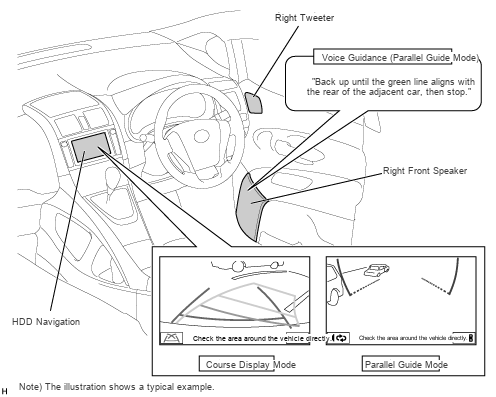 Right Tweeter
Voice Guidance (Parallel Guide Mode)
"Back up until the green line aligns with
the rear of the adjacent car, then stop."
Right Front Speaker
HDD Navigation
Check the area around the vehicle directly.
Check the area around the vehicle directly.
Course Display Mode
Parallel Guide Mode
H
Note) The illustration shows a typical example.